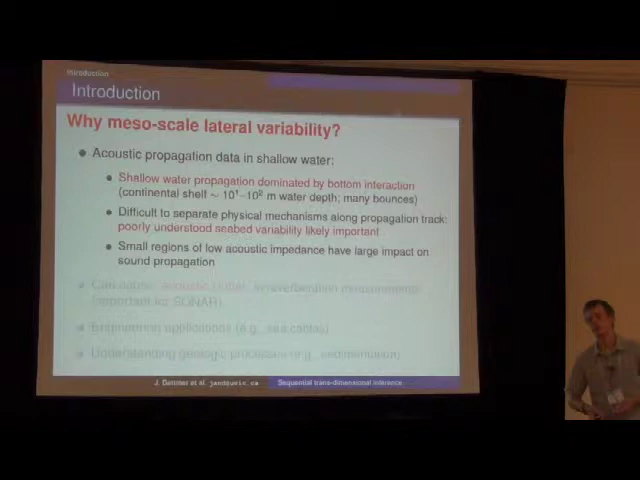 Introduction
Introduction
Why meso-scale lateral variability?
Acoustic propagation data in shallow water:
Shallow water propagation dominated by bottom interaction
(continental shelf ~ 10¹–10² m water depth; many bounces)
Difficult to separate physical mechanisms along propagation track:
poorly understood seabed variability likely important
Small regions of low acoustic impedance have large impact on
sound propagation
Can cause acoustic clutter in reverberation measurements
(important for SONAR)
Engineering applications (e.g., sea cables)
Understanding geologic processes (e.g., sedimentation)
J. Dettmer et al. jand@uvic.ca Sequential trans-dimensional inference